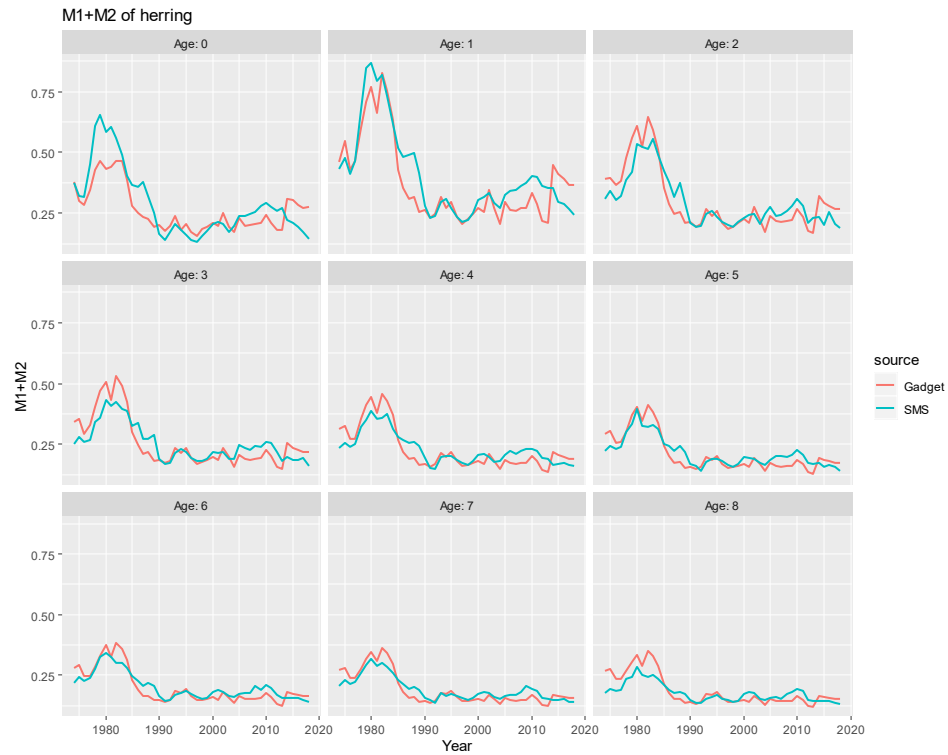 M1+M2 of herring
Age: 0
Age: 1
Age: 2
0.75
0.50
0.25
Age: 3
Age: 4
Age: 5
0.75
0.50
0.25
Age: 6
Age: 7
Age: 8
0.75
0.50
0.25
1980 1990 2000 2010 2020
1980 1990 2000 2010 2020
1980 1990 2000 2010 2020
Year
M1+M2
source
Gadget
SMS